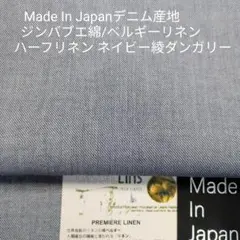 Made In Japanデニム産地
ジンバブエ綿/ベルギーリネン
ハーフリネン ネイビー綾ダンガリー
PREMIERE LINEN
Made
In
Japan